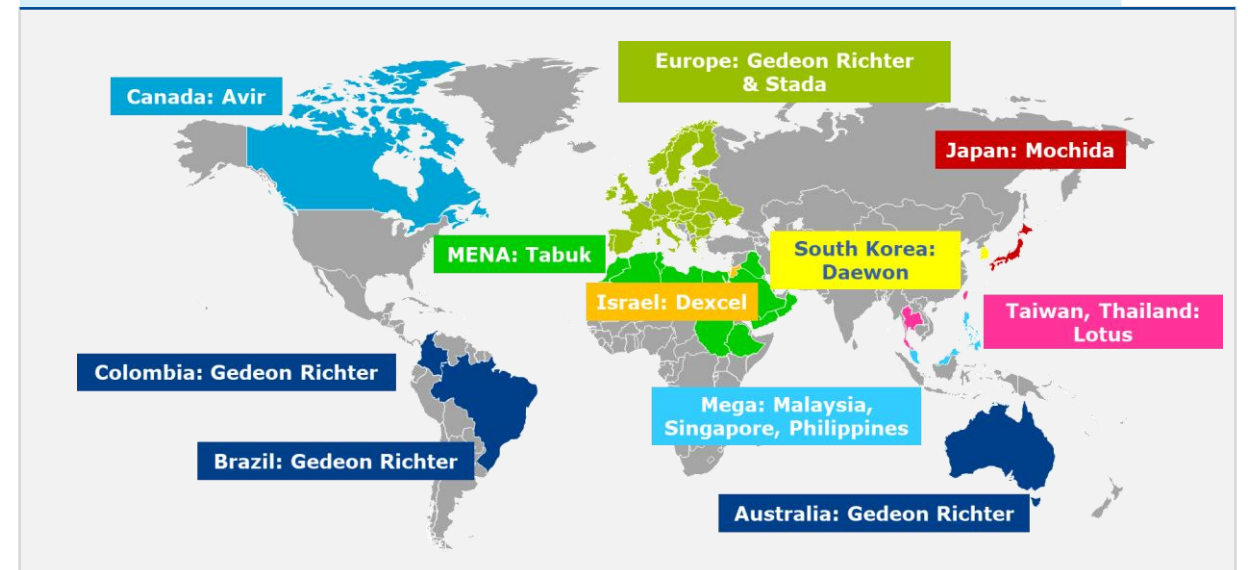 Europe: Gedeon Richter
& Stada
Canada: Avir
Japan: Mochida
MENA: Tabuk
South Korea:
Daewon
Israel: Dexcel
Taiwan, Thailand:
Lotus
Colombia: Gedeon Richter
Mega: Malaysia,
Singapore, Philippines
Brazil: Gedeon Richter
Australia: Gedeon Richter